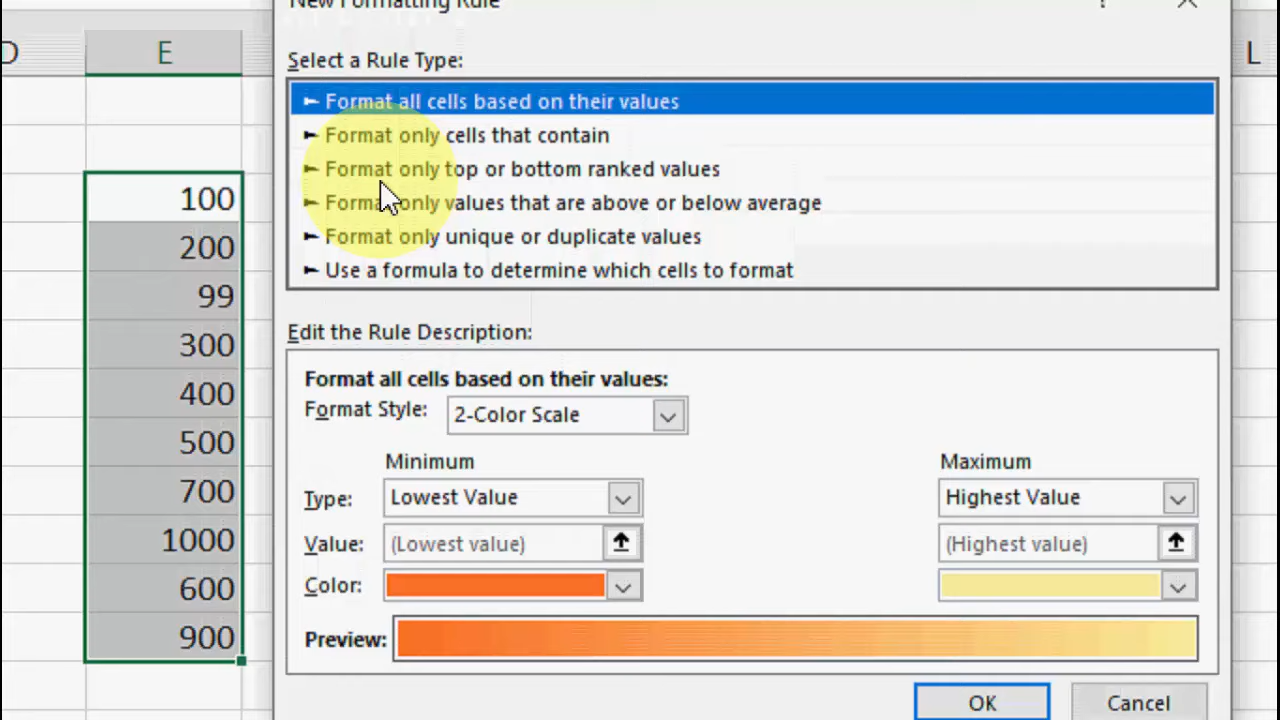 New Formatting Rule ?
D E L
Select a Rule Type:
Format all cells based on their values
Format only cells that contain
Format only top or bottom ranked values
Format only values that are above or below average
Format only unique or duplicate values
Use a formula to determine which cells to format
100
200
99
300
400
500
700
1000
600
900
Edit the Rule Description:
Format all cells based on their values:
Format Style: 2-Color Scale
Minimum Maximum
Type: Lowest Value Highest Value
Value: (Lowest value) (Highest value)
Color:
Preview:
OK Cancel